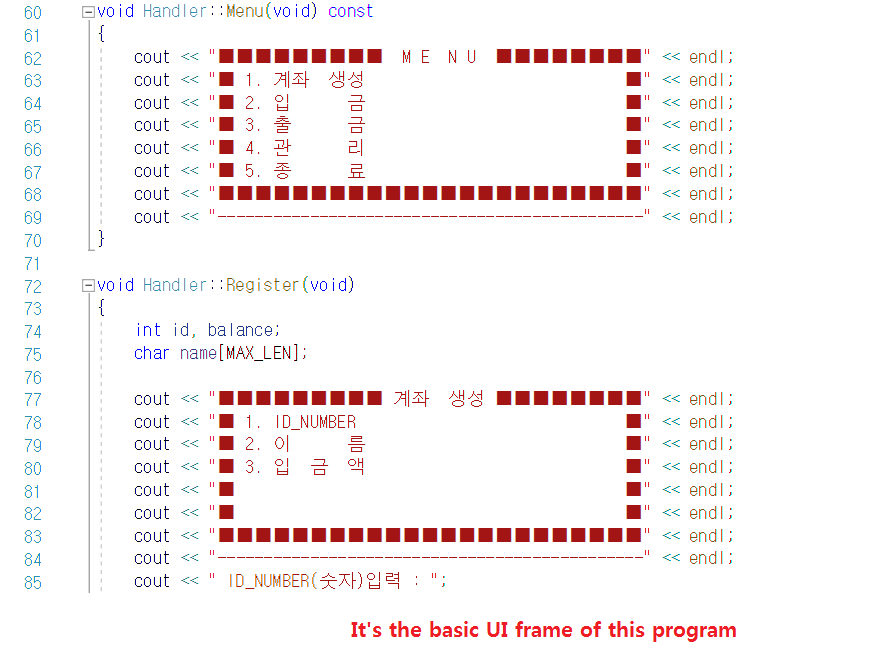 60 void Handler::Menu(void) const
61 {
62 cout << "■■■■■■■■■ M E N U ■■■■■■■■" << endl;
63 cout << "■ 1. 계좌 생성 ■" << endl;
64 cout << "■ 2. 입 금 ■" << endl;
65 cout << "■ 3. 출 금 ■" << endl;
66 cout << "■ 4. 관 리 ■" << endl;
67 cout << "■ 5. 종 료 ■" << endl;
68 cout << "■■■■■■■■■■■■■■■■■■■■■■■" << endl;
69 cout << "-----------------------------------------------" << endl;
70 }
71
72 void Handler::Register(void)
73 {
74 int id, balance;
75 char name[MAX_LEN];
76
77 cout << "■■■■■■■■■ 계좌 생성 ■■■■■■■■" << endl;
78 cout << "■ 1. ID_NUMBER ■" << endl;
79 cout << "■ 2. 이 름 ■" << endl;
80 cout << "■ 3. 입 금 액 ■" << endl;
81 cout << "■ ■" << endl;
82 cout << "■ ■" << endl;
83 cout << "■■■■■■■■■■■■■■■■■■■■■■■" << endl;
84 cout << "-----------------------------------------------" << endl;
85 cout << " ID_NUMBER(숫자)입력 : ";
It's the basic UI frame of this program